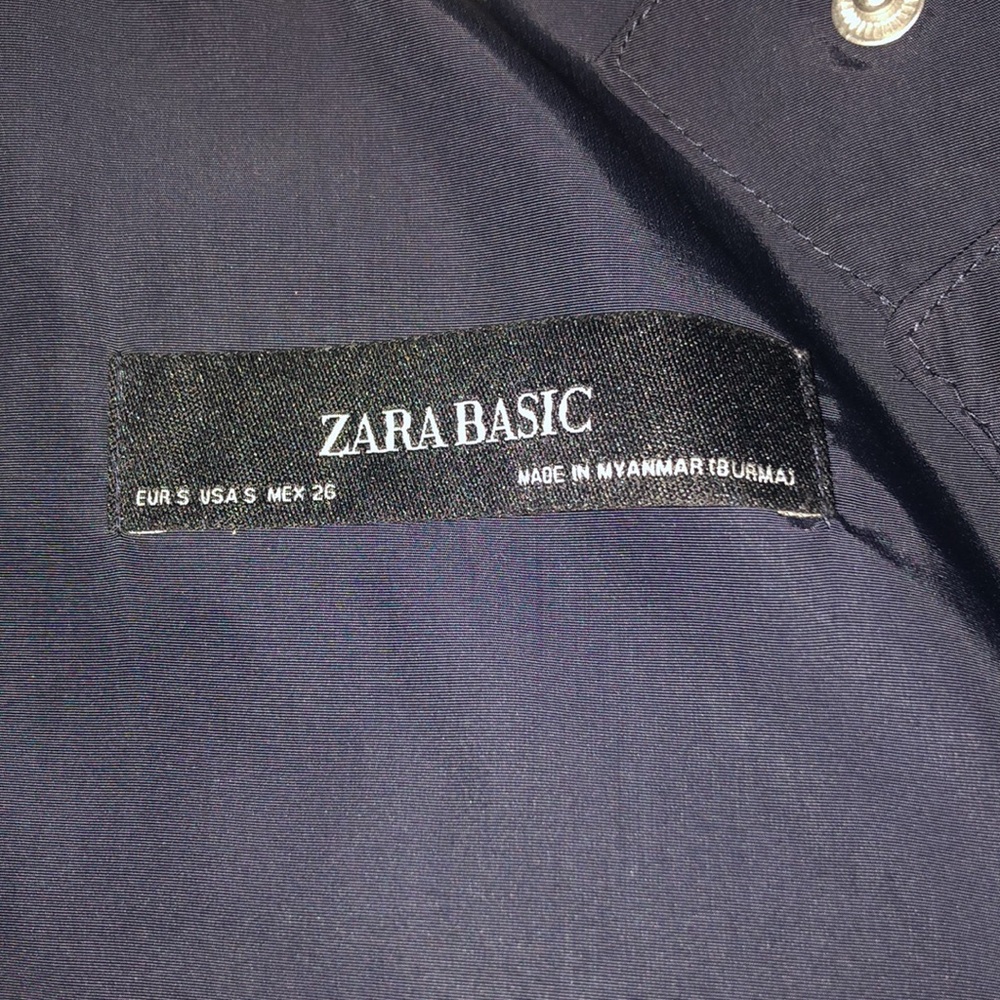 ZARA BASIC
EUR S USA S MEX 26
MADE IN MYANMAR (BURMA)